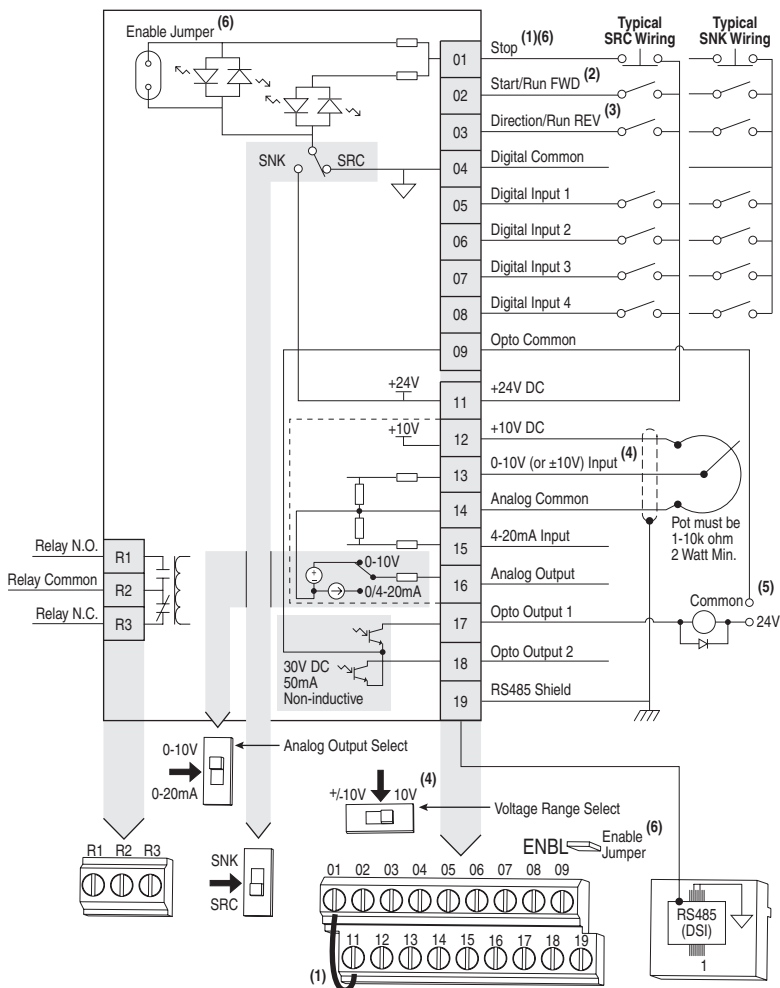 Enable Jumper (6)
Typical SRC Wiring
Typical SNK Wiring
01 Stop (1)(6)
02 Start/Run FWD (2)
03 Direction/Run REV (3)
SNK SRC
04 Digital Common
05 Digital Input 1
06 Digital Input 2
07 Digital Input 3
08 Digital Input 4
09 Opto Common
+24V 11 +24V DC
+10V 12 +10V DC
13 0-10V (or ±10V) Input (4)
14 Analog Common
Pot must be
1-10k ohm
2 Watt Min.
15 4-20mA Input
Relay N.O. R1
Relay Common R2
Relay N.C. R3
+
-
0-10V
0/4-20mA
16 Analog Output
Common (5)
17 Opto Output 1
24V
18 Opto Output 2
30V DC
50mA
Non-inductive
19 RS485 Shield
0-10V
0-20mA
Analog Output Select
+/-10V 10V (4)
Voltage Range Select
ENBL Enable Jumper (6)
R1 R2 R3
SNK
SRC
01 02 03 04 05 06 07 08 09
11 12 13 14 15 16 17 18 19
(1)
RS485
(DSI)
1